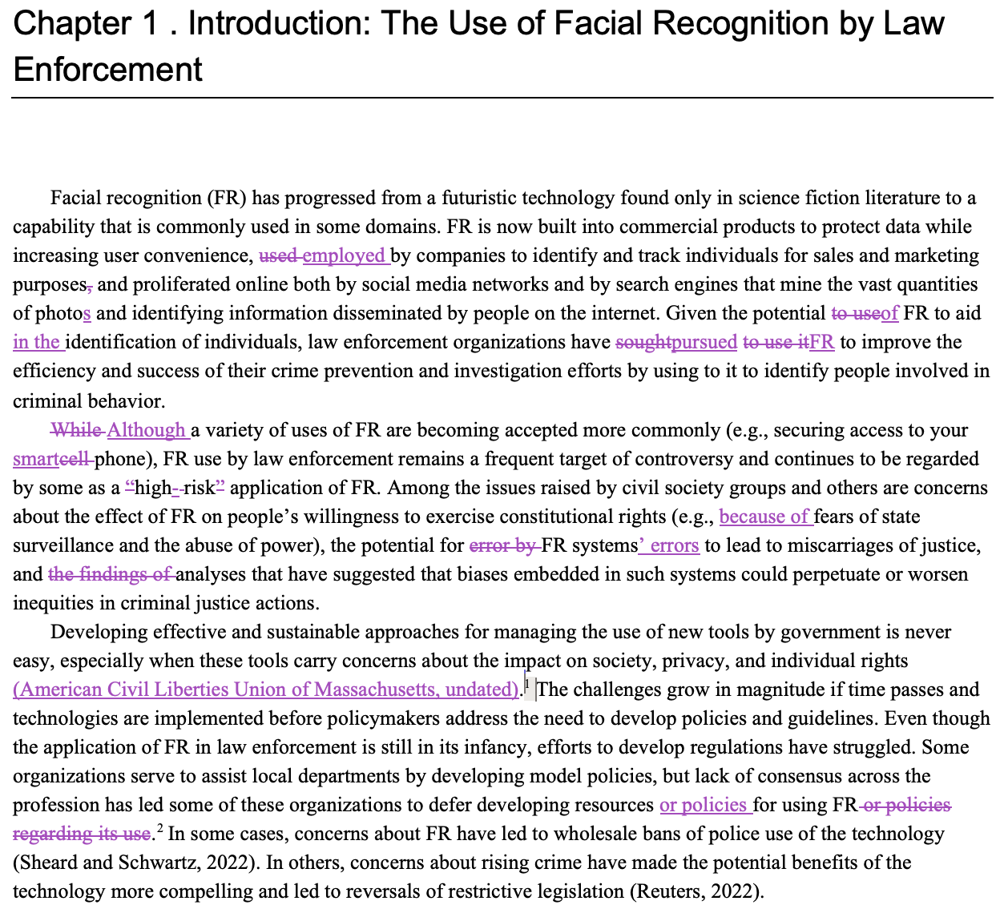 Chapter 1 . Introduction: The Use of Facial Recognition by Law
Enforcement
Facial recognition (FR) has progressed from a futuristic technology found only in science fiction literature to a
capability that is commonly used in some domains. FR is now built into commercial products to protect data while
increasing user convenience, used employed by companies to identify and track individuals for sales and marketing
purposes, and proliferated online both by social media networks and by search engines that mine the vast quantities
of photos and identifying information disseminated by people on the internet. Given the potential to useof FR to aid
in the identification of individuals, law enforcement organizations have soughtpursued to use itFR to improve the
efficiency and success of their crime prevention and investigation efforts by using to it to identify people involved in
criminal behavior.
While Although a variety of uses of FR are becoming accepted more commonly (e.g., securing access to your
smartcell phone), FR use by law enforcement remains a frequent target of controversy and continues to be regarded
by some as a “high--risk” application of FR. Among the issues raised by civil society groups and others are concerns
about the effect of FR on people’s willingness to exercise constitutional rights (e.g., because of fears of state
surveillance and the abuse of power), the potential for error by FR systems’ errors to lead to miscarriages of justice,
and the findings of analyses that have suggested that biases embedded in such systems could perpetuate or worsen
inequities in criminal justice actions.
Developing effective and sustainable approaches for managing the use of new tools by government is never
easy, especially when these tools carry concerns about the impact on society, privacy, and individual rights
(American Civil Liberties Union of Massachusetts, undated).1 The challenges grow in magnitude if time passes and
technologies are implemented before policymakers address the need to develop policies and guidelines. Even though
the application of FR in law enforcement is still in its infancy, efforts to develop regulations have struggled. Some
organizations serve to assist local departments by developing model policies, but lack of consensus across the
profession has led some of these organizations to defer developing resources or policies for using FR or policies
regarding its use.2 In some cases, concerns about FR have led to wholesale bans of police use of the technology
(Sheard and Schwartz, 2022). In others, concerns about rising crime have made the potential benefits of the
technology more compelling and led to reversals of restrictive legislation (Reuters, 2022).